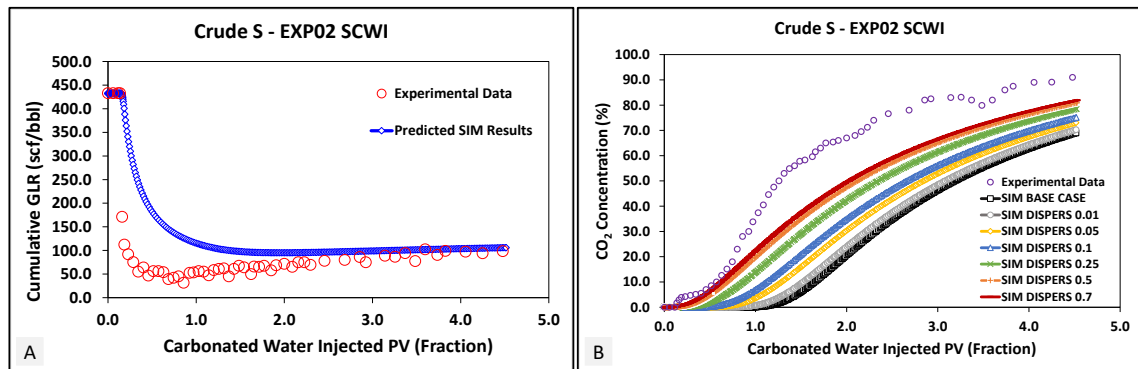 Crude S - EXP02 SCWI
500.0
450.0
400.0
350.0
300.0
250.0
200.0
150.0
100.0
50.0
0.0
Cumulative GLR (scf/bbl)
Experimental Data
Predicted SIM Results
0.0 1.0 2.0 3.0 4.0 5.0
Carbonated Water Injected PV (Fraction)
A
Crude S - EXP02 SCWI
100.0
90.0
80.0
70.0
60.0
50.0
40.0
30.0
20.0
10.0
0.0
CO₂ Concentration (%)
Experimental Data
SIM BASE CASE
SIM DISPERS 0.01
SIM DISPERS 0.05
SIM DISPERS 0.1
SIM DISPERS 0.25
SIM DISPERS 0.5
SIM DISPERS 0.7
0.0 1.0 2.0 3.0 4.0 5.0
Carbonated Water Injected PV (Fraction)
B